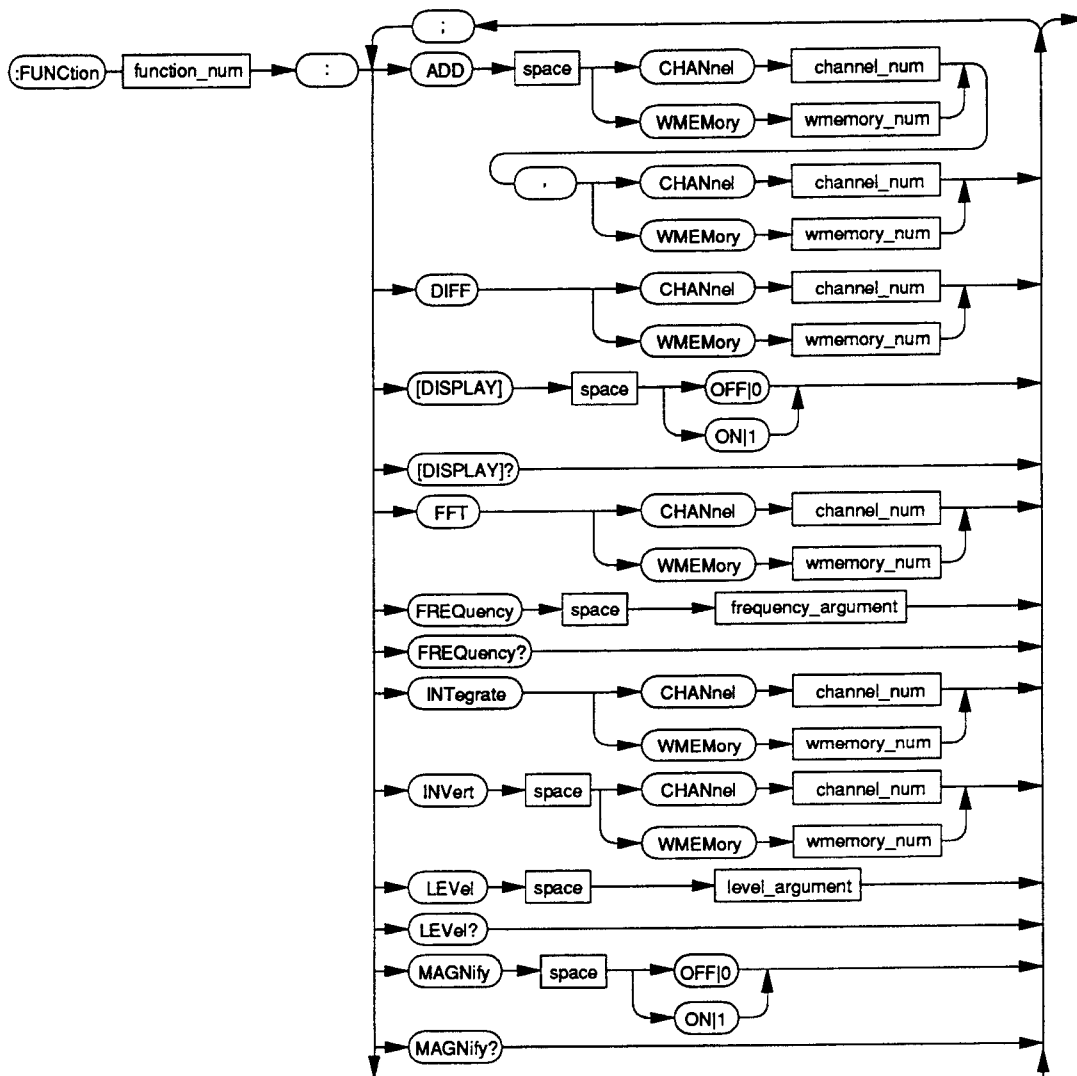 ;
:FUNCtion function_num : ADD space CHANnel channel_num
WMEMory wmemory_num
, CHANnel channel_num
WMEMory wmemory_num
DIFF CHANnel channel_num
WMEMory wmemory_num
[DISPLAY] space OFF|0
ON|1
[DISPLAY]?
FFT CHANnel channel_num
WMEMory wmemory_num
FREQuency space frequency_argument
FREQuency?
INTegrate CHANnel channel_num
WMEMory wmemory_num
INVert space CHANnel channel_num
WMEMory wmemory_num
LEVel space level_argument
LEVel?
MAGNify space OFF|0
ON|1
MAGNify?